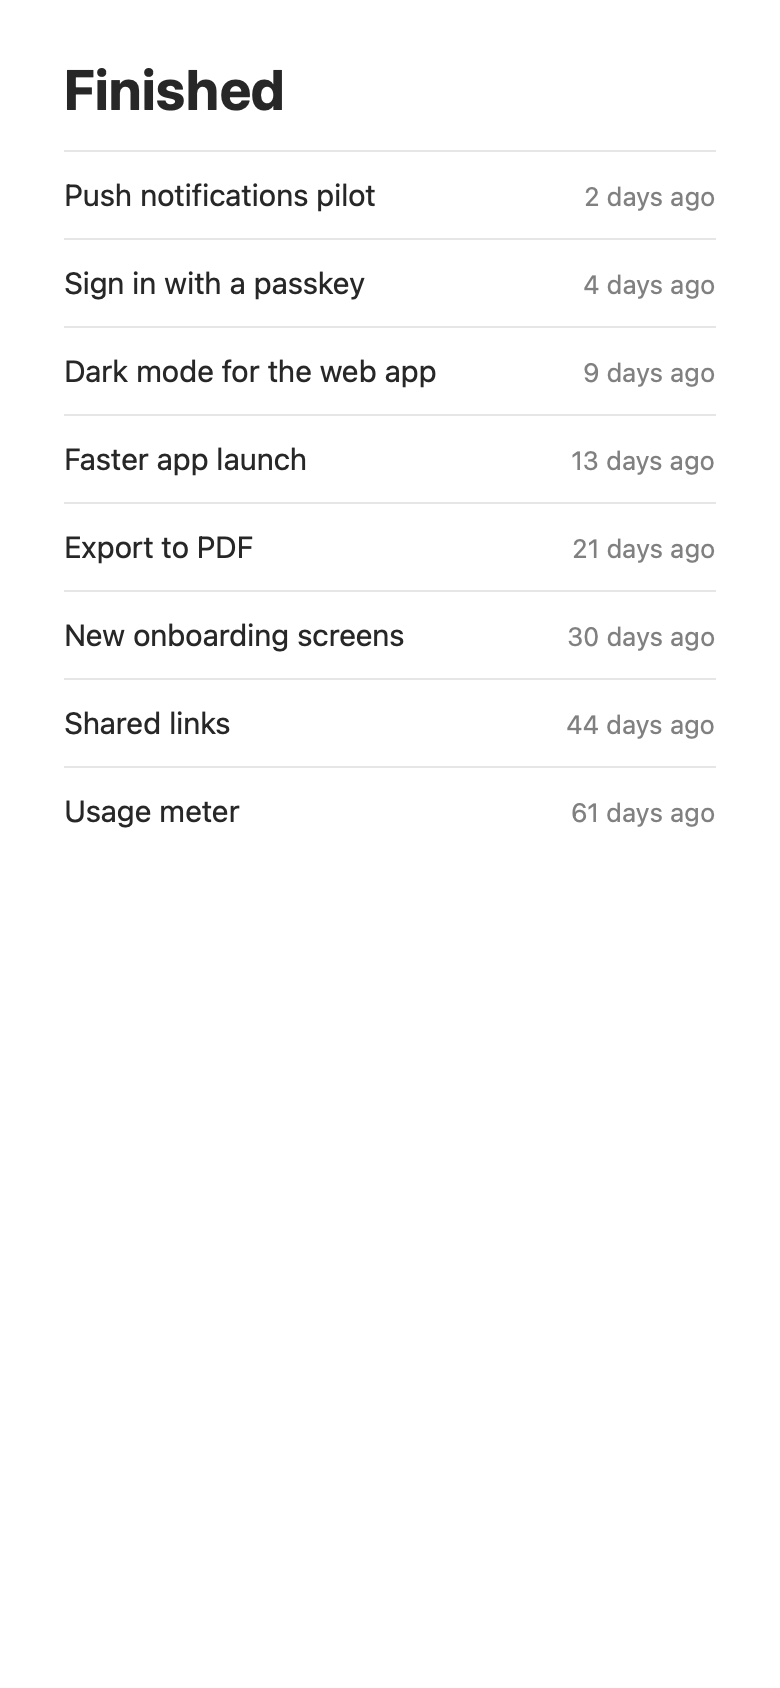 Finished
Push notifications pilot 2 days ago
Sign in with a passkey 4 days ago
Dark mode for the web app 9 days ago
Faster app launch 13 days ago
Export to PDF 21 days ago
New onboarding screens 30 days ago
Shared links 44 days ago
Usage meter 61 days ago